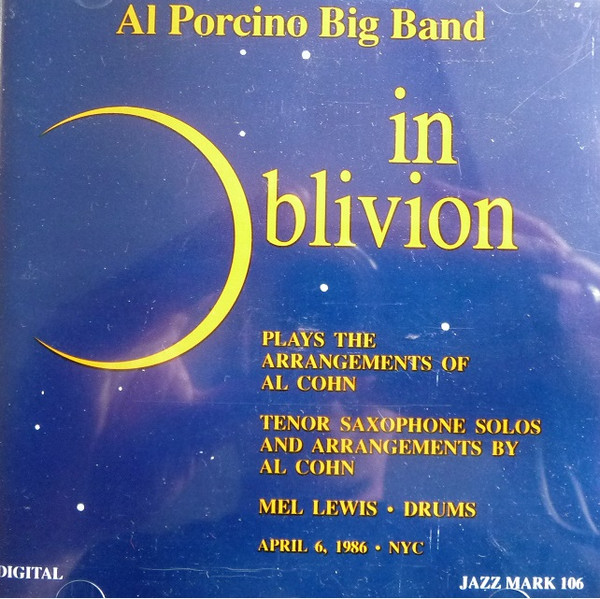 Al Porcino Big Band
in
Oblivion
PLAYS THE
ARRANGEMENTS OF
AL COHN
TENOR SAXOPHONE SOLOS
AND ARRANGEMENTS BY
AL COHN
MEL LEWIS • DRUMS
APRIL 6, 1986 • NYC
DIGITAL
JAZZ MARK 106